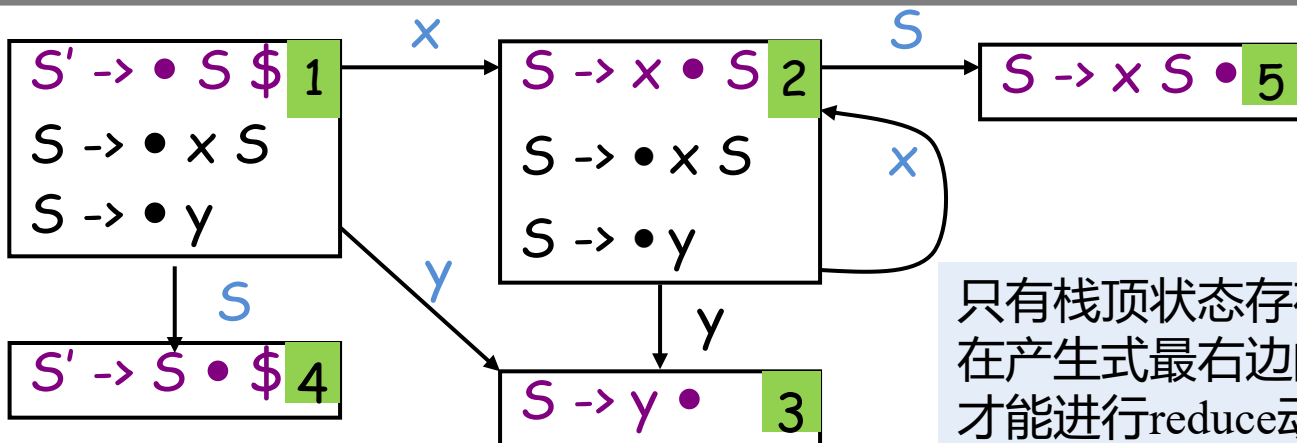 S' -> • S $ 1
S -> • x S
S -> • y
x
S -> x • S 2
S -> • x S
S -> • y
S
S -> x S • 5
x
S
y
y
S' -> S • $ 4
S -> y • 3
只有栈顶状态存
在产生式最右边
才能进行reduce